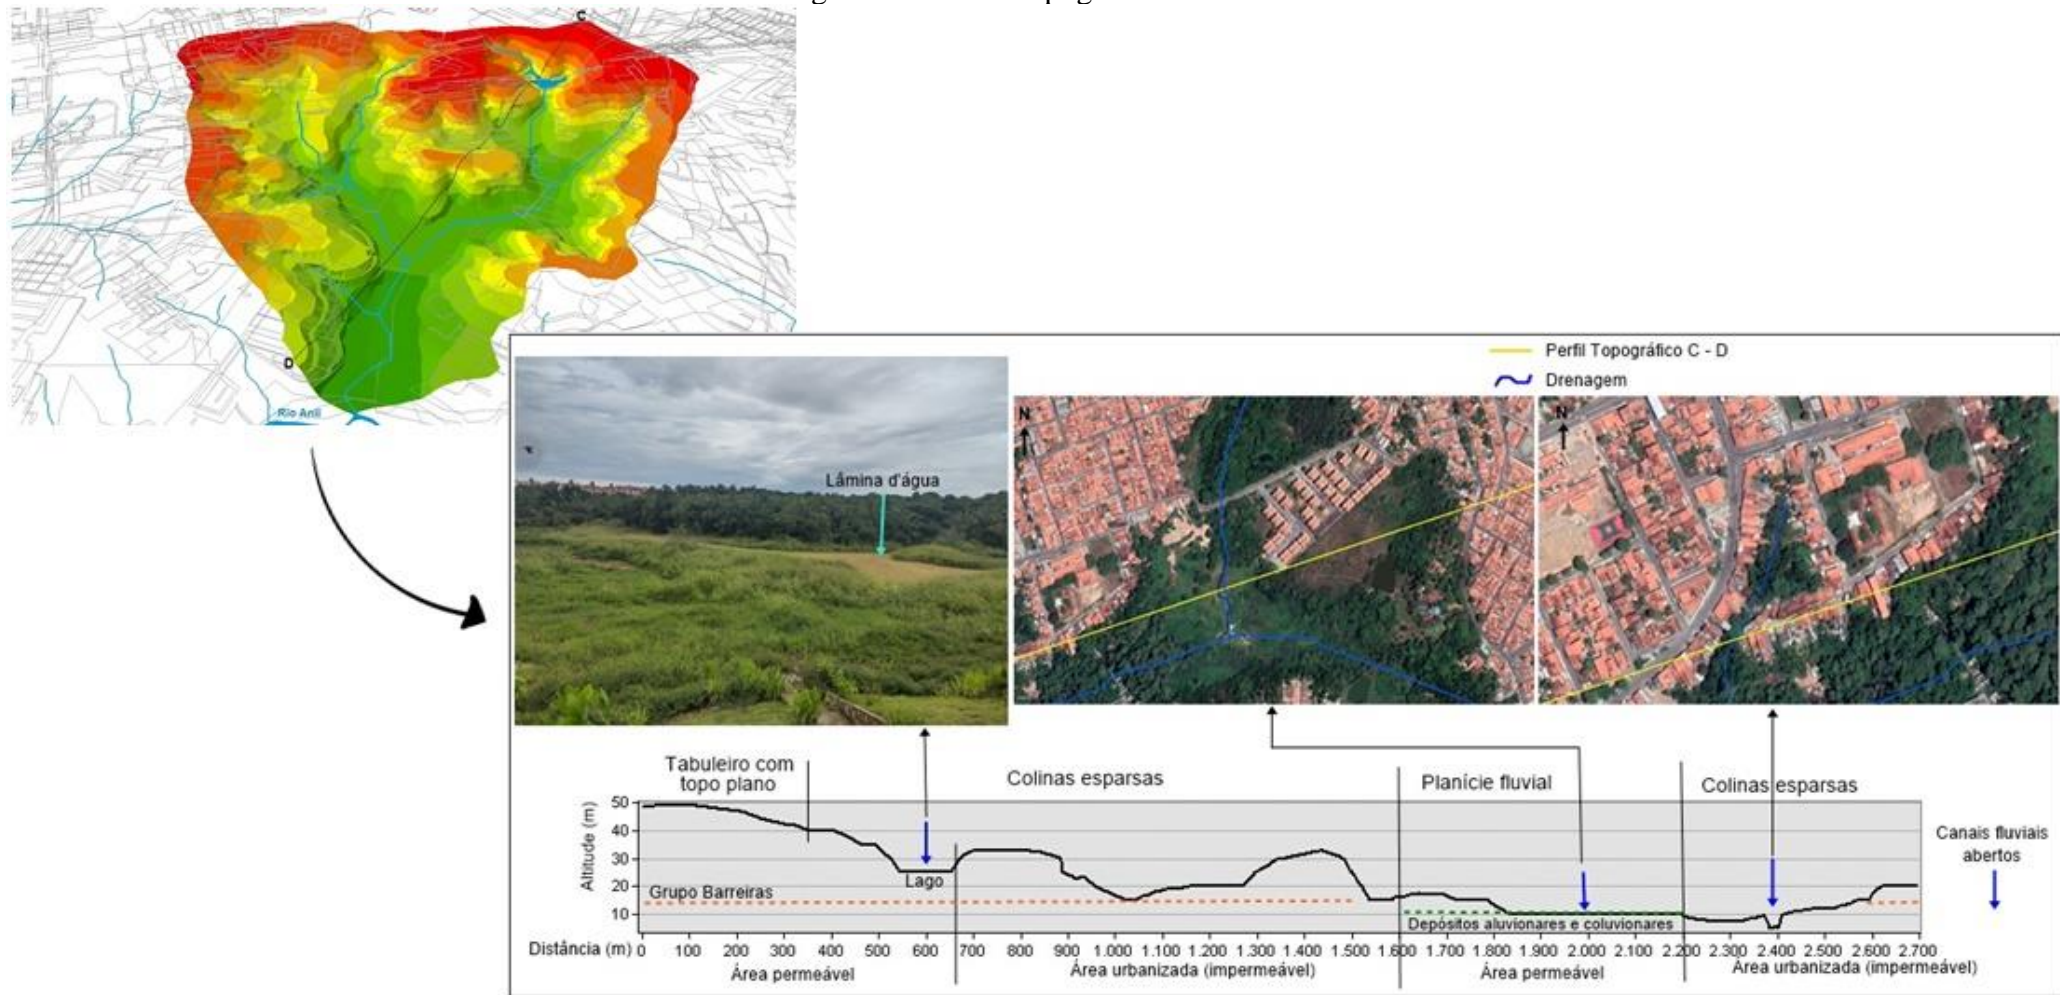 C
D
Rio Anil
Perfil Topográfico C - D
Drenagem
Lâmina d'água
N
N
Tabuleiro com
topo plano
Colinas esparsas
Planície fluvial
Colinas esparsas
Altitude (m)
50
40
30
20
10
Lago
Grupo Barreiras
Depósitos aluvionares e coluvionares
Canais fluviais
abertos
Distância (m) 0 100 200 300 400 500 600 700 800 900 1.000 1.100 1.200 1.300 1.400 1.500 1.600 1.700 1.800 1.900 2.000 2.100 2.200 2.300 2.400 2.500 2.600 2.700
Área permeável
Área urbanizada (impermeável)
Área permeável
Área urbanizada (impermeável)